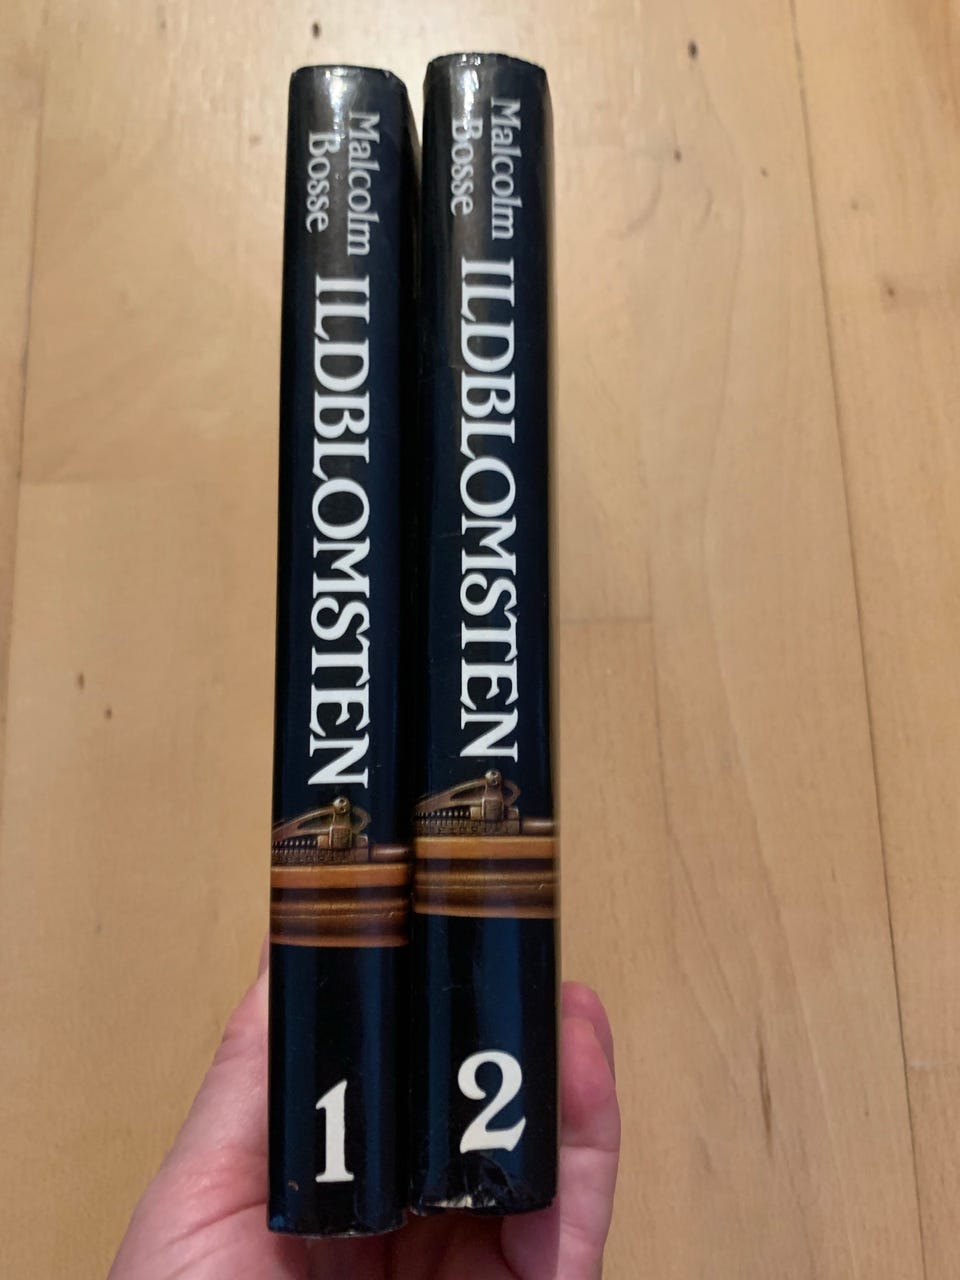 Malcolm
Bosse
ILDBLOMSTEN
1
Malcolm
Bosse
ILDBLOMSTEN
2